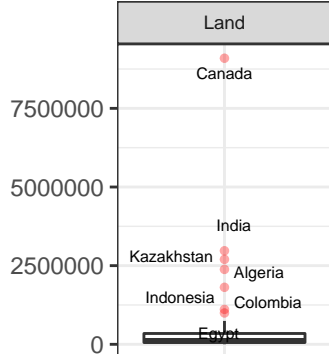 Land
Canada
7500000
5000000
India
Kazakhstan
2500000
Algeria
Indonesia
Colombia
Egypt
0